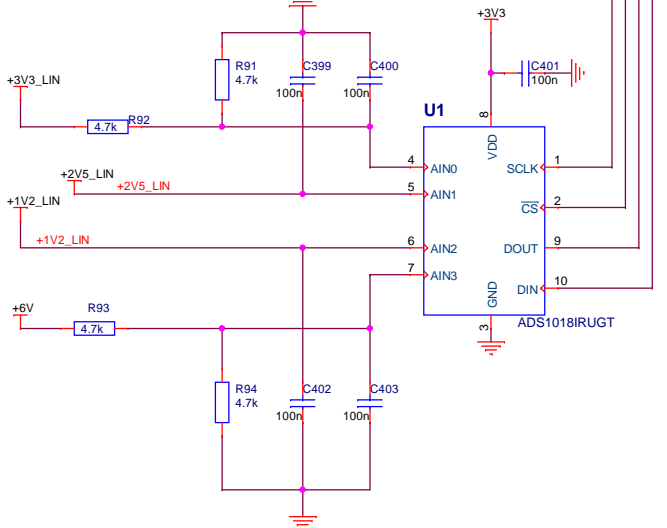 +3V3
+3V3_LIN
R91
4.7k
C399
100n
C400
100n
C401
100n
4.7k
R92
U1
8
VDD
4
AIN0
SCLK
1
+2V5_LIN
+2V5_LIN
5
AIN1
+1V2_LIN
CS
2
+1V2_LIN
6
AIN2
DOUT
9
7
AIN3
DIN
10
GND
3
ADS1018IRUGT
+6V
R93
4.7k
R94
4.7k
C402
100n
C403
100n